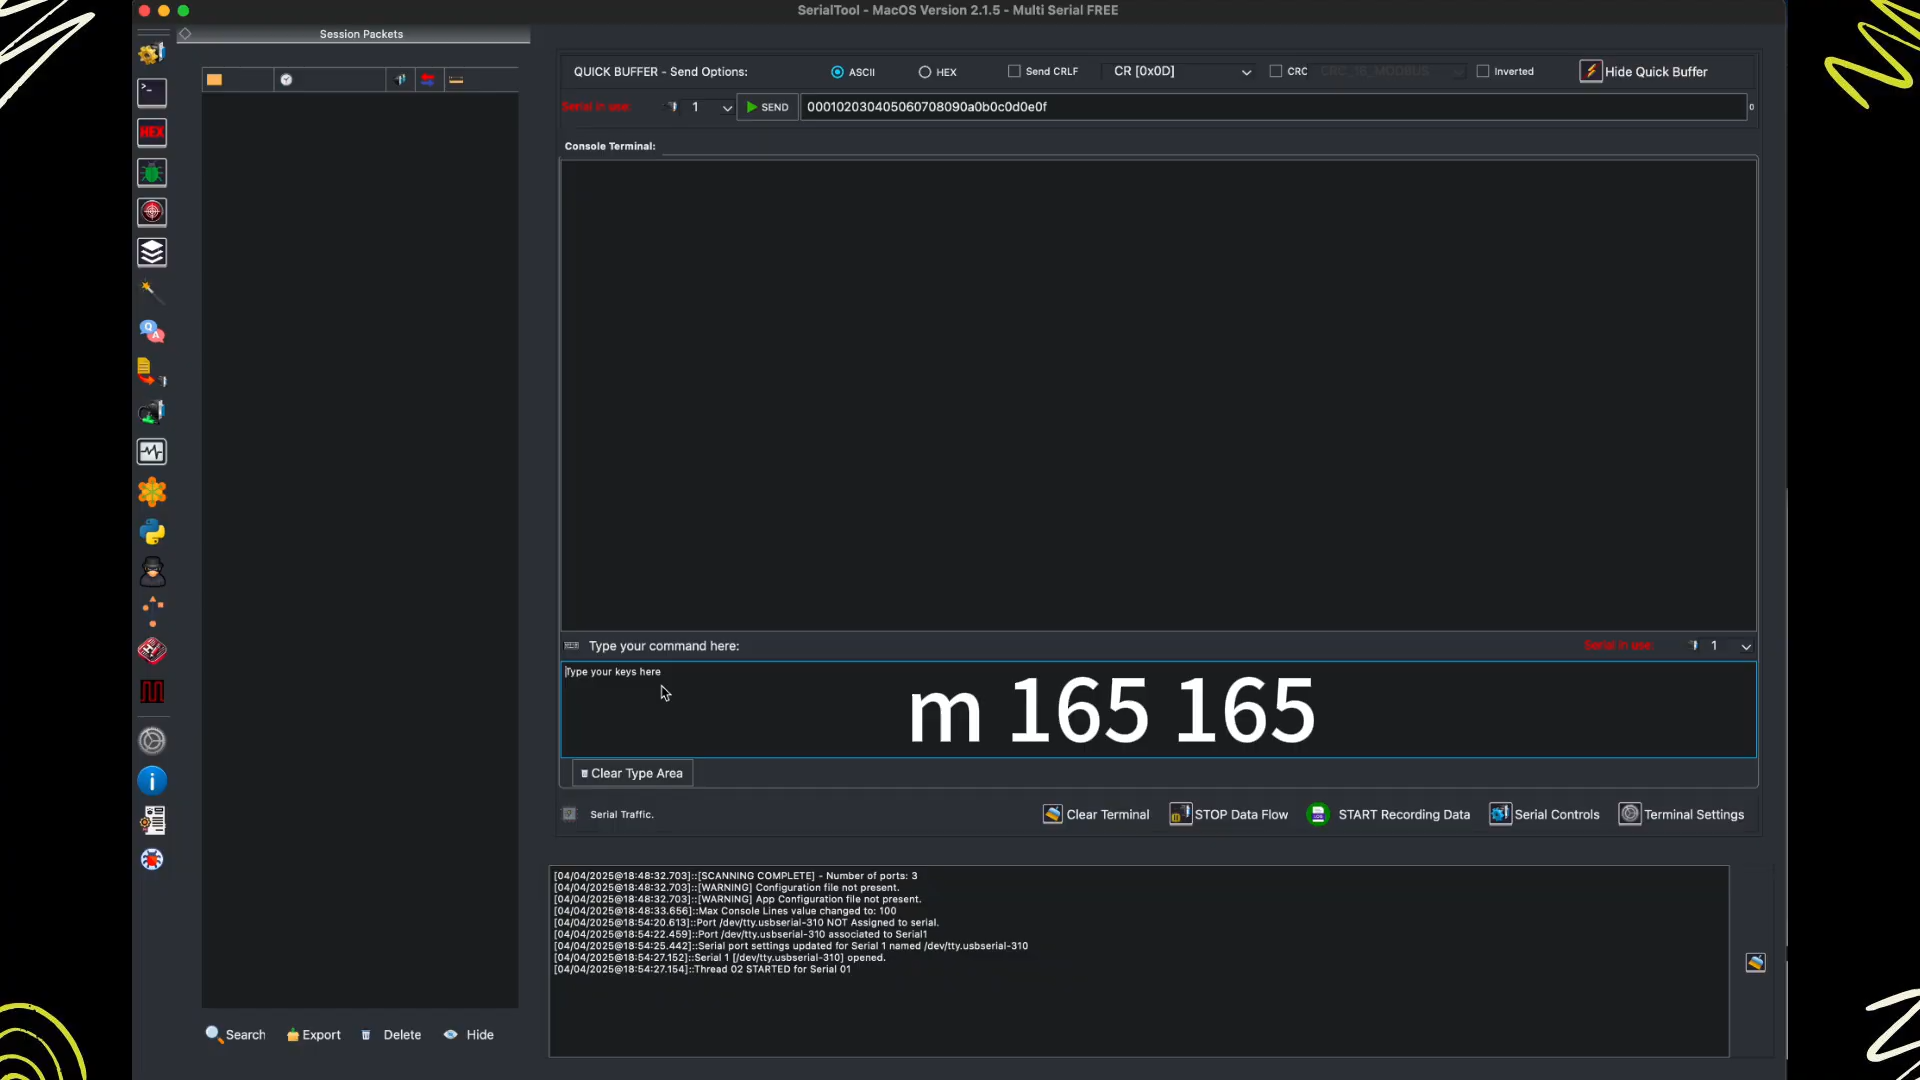 SerialTool - MacOS Version 2.1.5 - Multi Serial FREE
Session Packets
QUICK BUFFER - Send Options:
ASCII
HEX
Send CRLF
CR [0x0D]
CRC
CRC_16_MODBUS
Inverted
Hide Quick Buffer
Serial in use:
1
SEND
000102030405060708090a0b0c0d0e0f
0
Console Terminal:
HEX
Q
A
Type your command here:
Serial in use:
1
Type your keys here
m 165 165
Clear Type Area
Serial Traffic.
Clear Terminal
STOP Data Flow
START Recording Data
Serial Controls
Terminal Settings
[04/04/2025@18:48:32.703]::[SCANNING COMPLETE] - Number of ports: 3
[04/04/2025@18:48:32.703]::[WARNING] Configuration file not present.
[04/04/2025@18:48:32.703]::[WARNING] App Configuration file not present.
[04/04/2025@18:48:33.656]::Max Console Lines value changed to: 100
[04/04/2025@18:54:20.613]::Port /dev/tty.usbserial-310 NOT Assigned to serial.
[04/04/2025@18:54:22.459]::Port /dev/tty.usbserial-310 associated to Serial1
[04/04/2025@18:54:25.442]::Serial port settings updated for Serial 1 named /dev/tty.usbserial-310
[04/04/2025@18:54:27.152]::Serial 1 [/dev/tty.usbserial-310] opened.
[04/04/2025@18:54:27.154]::Thread 02 STARTED for Serial 01
Search
Export
Delete
Hide